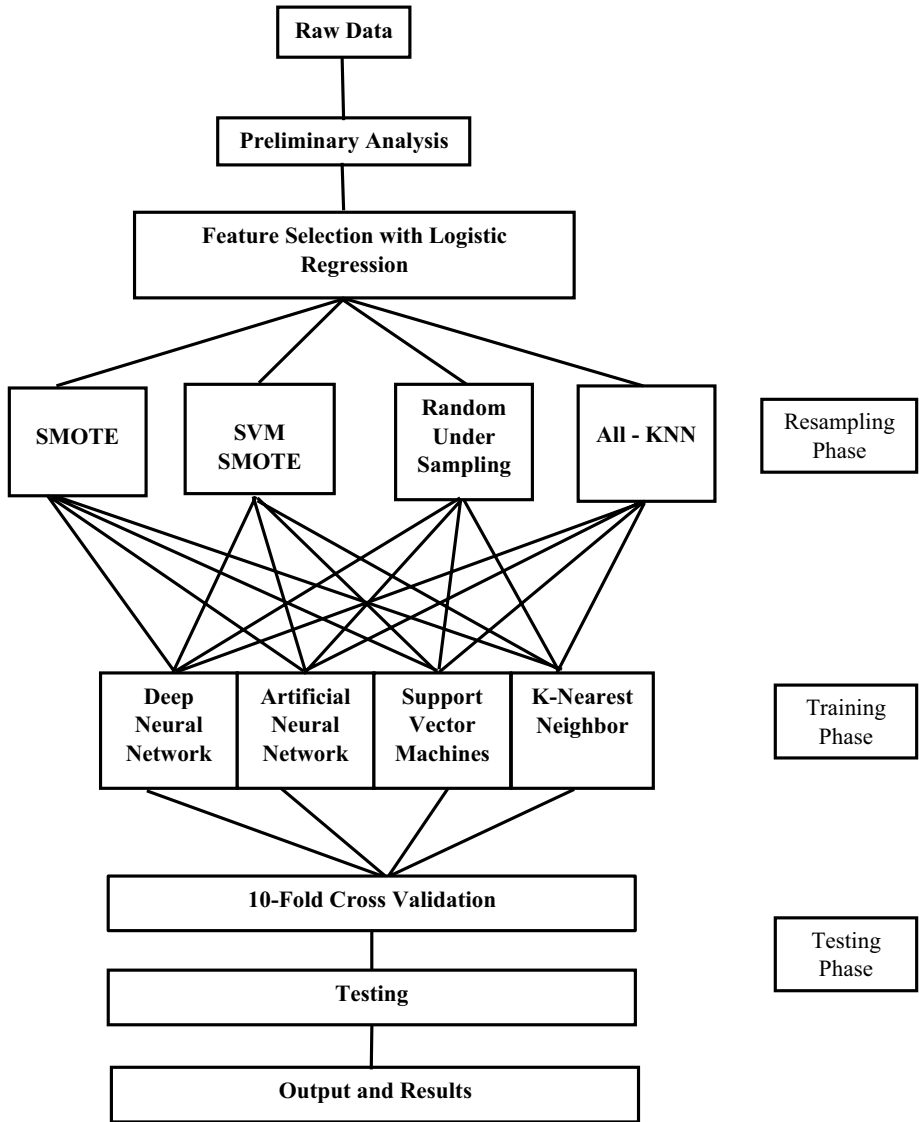 Raw Data
Preliminary Analysis
Feature Selection with Logistic
Regression
SMOTE
SVM
SMOTE
Random
Under
Sampling
All - KNN
Resampling
Phase
Deep
Neural
Network
Artificial
Neural
Network
Support
Vector
Machines
K-Nearest
Neighbor
Training
Phase
10-Fold Cross Validation
Testing
Phase
Testing
Output and Results